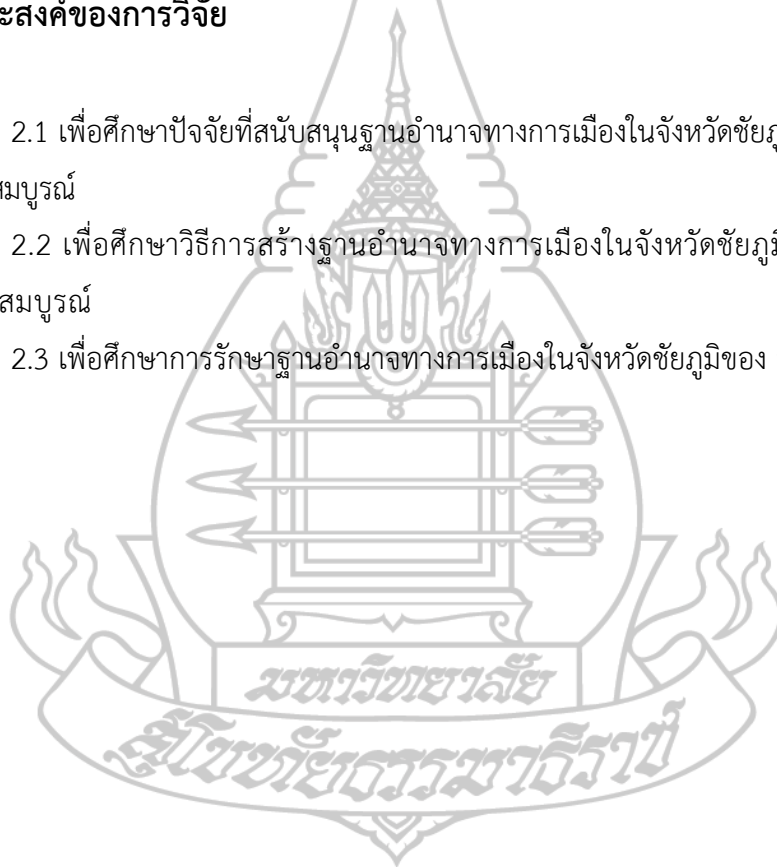 ะสงค์ของการวิจัย
2.1 เพื่อศึกษาปัจจัยที่สนับสนุนฐานอำนาจทางการเมืองในจังหวัดชัยภู
สมบูรณ์
2.2 เพื่อศึกษาวิธีการสร้างฐานอำนาจทางการเมืองในจังหวัดชัยภูมิ
สมบูรณ์
2.3 เพื่อศึกษาการรักษาฐานอำนาจทางการเมืองในจังหวัดชัยภูมิของ
มหาวิทยาลัย
สุโขทัยธรรมาธิราช